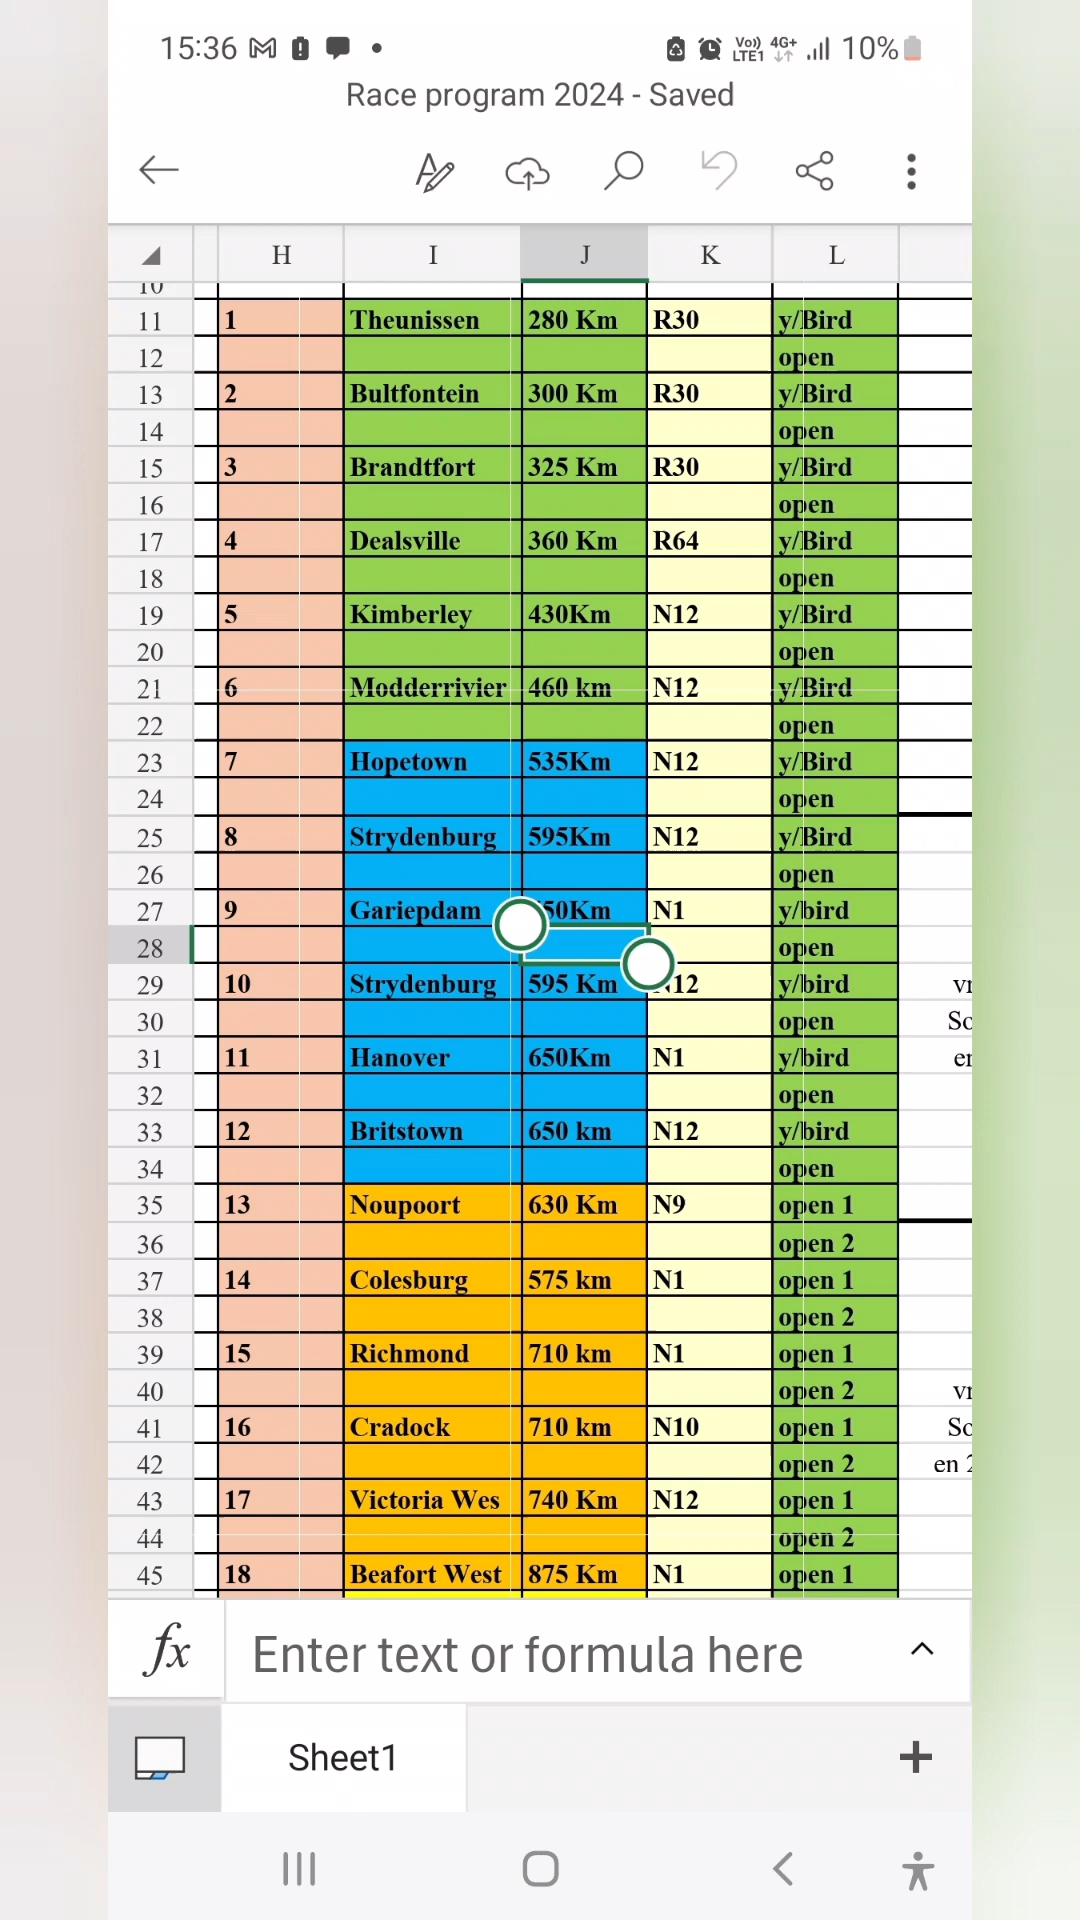 15:36 Vo)) LTE1 4G+ 10%
Race program 2024 - Saved
H I J K L
11 1 Theunissen 280 Km R30 y/Bird
12 open
13 2 Bultfontein 300 Km R30 y/Bird
14 open
15 3 Brandtfort 325 Km R30 y/Bird
16 open
17 4 Dealsville 360 Km R64 y/Bird
18 open
19 5 Kimberley 430Km N12 y/Bird
20 open
21 6 Modderrivier 460 km N12 y/Bird
22 open
23 7 Hopetown 535Km N12 y/Bird
24 open
25 8 Strydenburg 595Km N12 y/Bird
26 open
27 9 Gariepdam 50Km N1 y/bird
28 open
29 10 Strydenburg 595 Km 12 y/bird
30 open
31 11 Hanover 650Km N1 y/bird
32 open
33 12 Britstown 650 km N12 y/bird
34 open
35 13 Noupoort 630 Km N9 open 1
36 open 2
37 14 Colesburg 575 km N1 open 1
38 open 2
39 15 Richmond 710 km N1 open 1
40 open 2
41 16 Cradock 710 km N10 open 1
42 open 2 en
43 17 Victoria Wes 740 Km N12 open 1
44 open 2
45 18 Beafort West 875 Km N1 open 1
fx Enter text or formula here
Sheet1